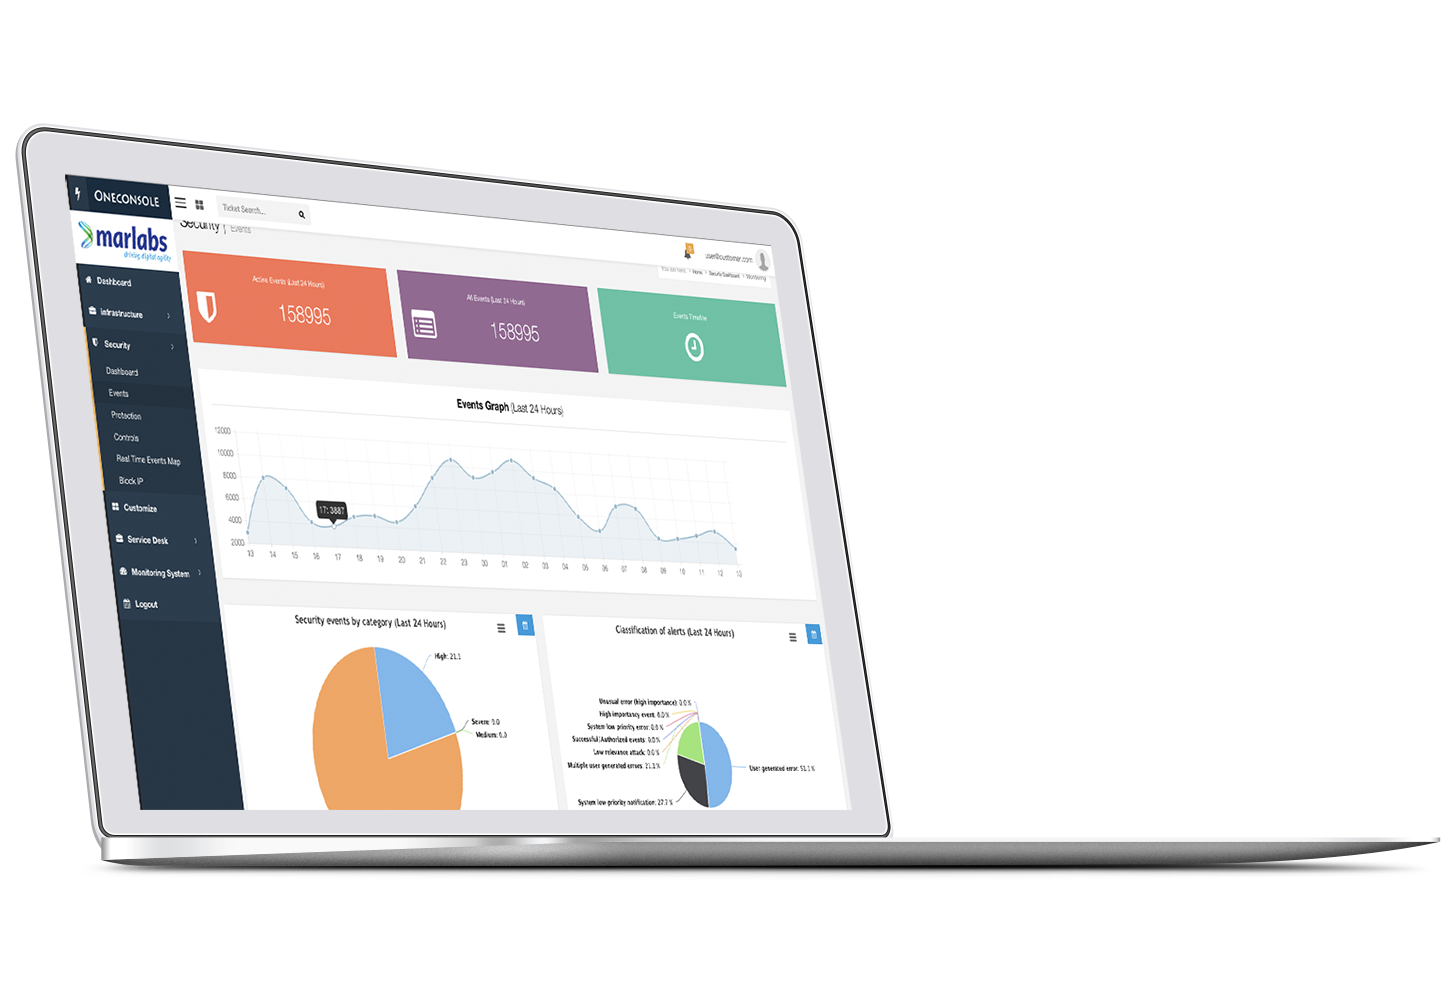 ONECONSOLE
Ticket Search...
user@customer.com
marlabs
driving digital agility
Security | Events
You are here: Home > Security Dashboard > Monitoring
Dashboard
Infrastructure
Security
Dashboard
Events
Protection
Controls
Real Time Events Map
Block IP
Customize
Service Desk
Monitoring System
Logout
Active Events (Last 24 Hours)
158995
All Events (Last 24 Hours)
158995
Events Timeline
Events Graph (Last 24 Hours)
12000
10000
8000
6000
4000
2000
17: 3887
13 14 15 16 17 18 19 20 21 22 23 00 01 02 03 04 05 06 07 08 09 10 11 12 13
Security events by category (Last 24 Hours)
High: 21.1
Severe: 0.0
Medium: 0.0
Classification of alerts (Last 24 Hours)
Unusual error (high importance): 0.0 %
High importancy event: 0.0 %
System low priority error: 0.0 %
Successful/Authorized events: 0.0 %
Low relevance attack: 0.0 %
Multiple user generated errors: 21.2 %
User generated error: 51.1 %
System low priority notification: 27.7 %